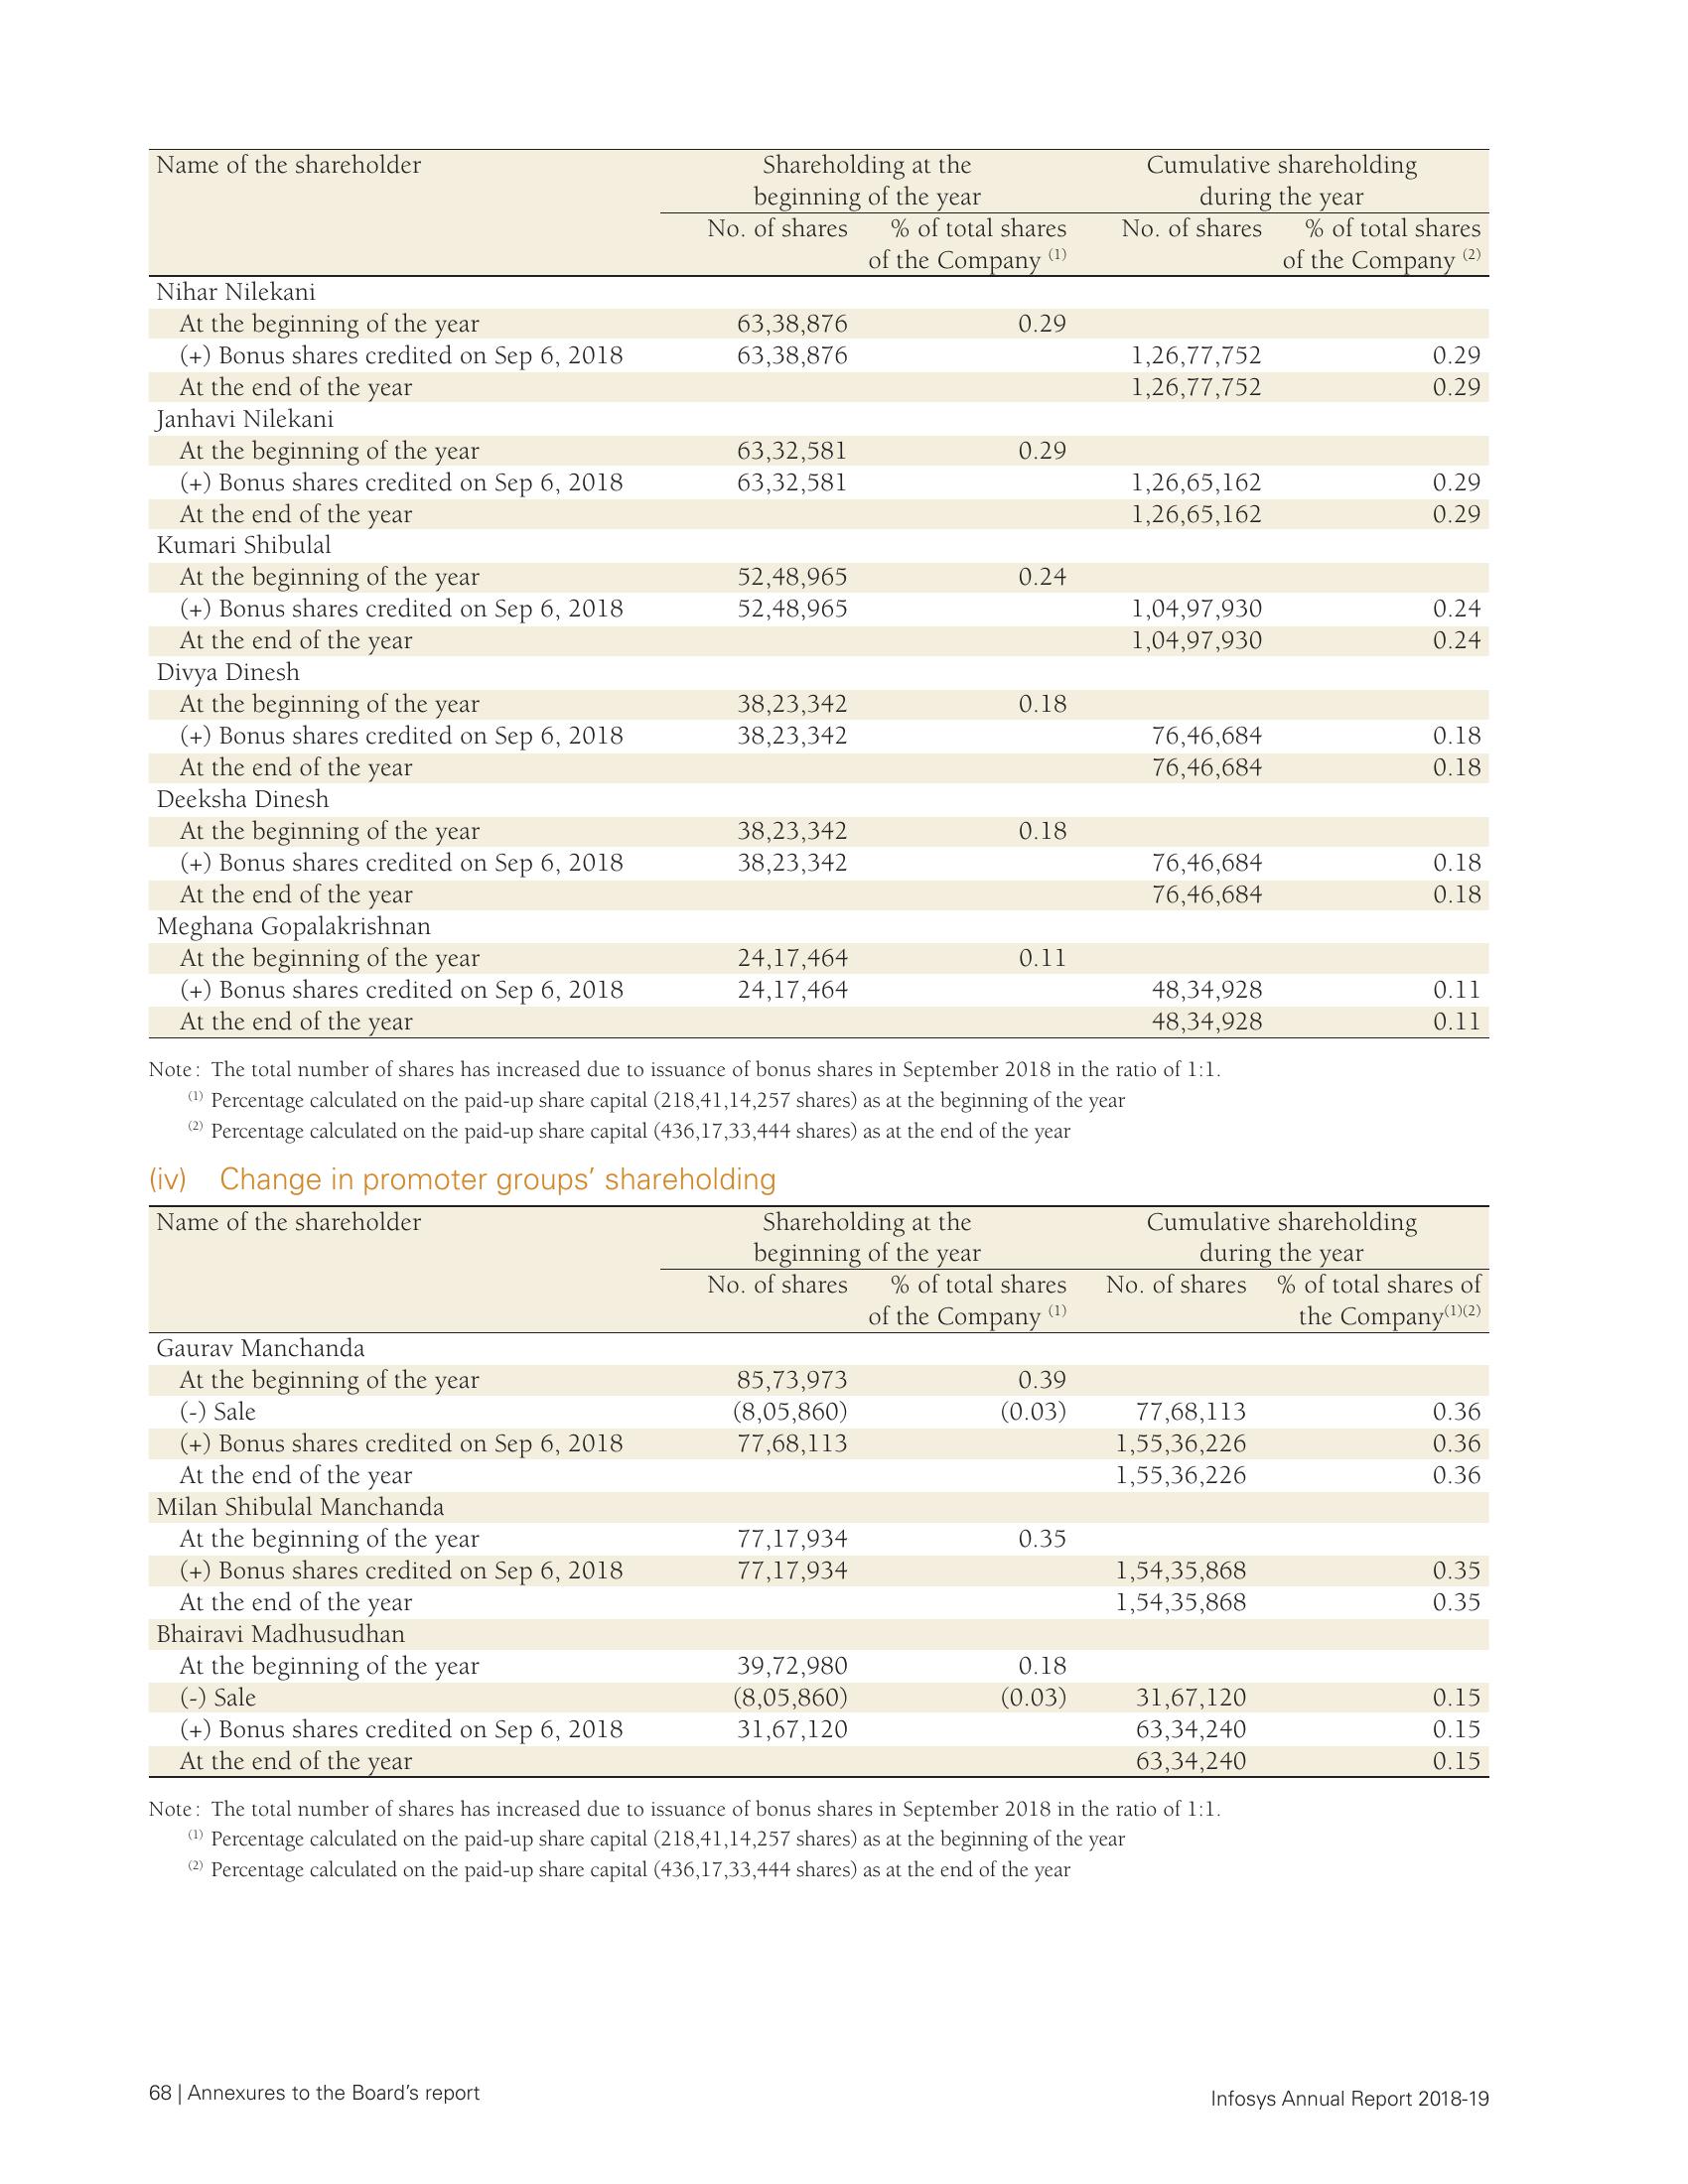 Name of the shareholder Shareholding at the Cumulative shareholding
beginning of the year during the year
No. of shares % of total shares No. of shares % of total shares
of the Company (1) of the Company (2)
Nihar Nilekani
At the beginning of the year 63,38,876 0.29
(+) Bonus shares credited on Sep 6, 2018 63,38,876 1,26,77,752 0.29
At the end of the year 1,26,77,752 0.29
Janhavi Nilekani
At the beginning of the year 63,32,581 0.29
(+) Bonus shares credited on Sep 6, 2018 63,32,581 1,26,65,162 0.29
At the end of the year 1,26,65,162 0.29
Kumari Shibulal
At the beginning of the year 52,48,965 0.24
(+) Bonus shares credited on Sep 6, 2018 52,48,965 1,04,97,930 0.24
At the end of the year 1,04,97,930 0.24
Divya Dinesh
At the beginning of the year 38,23,342 0.18
(+) Bonus shares credited on Sep 6, 2018 38,23,342 76,46,684 0.18
At the end of the year 76,46,684 0.18
Deeksha Dinesh
At the beginning of the year 38,23,342 0.18
(+) Bonus shares credited on Sep 6, 2018 38,23,342 76,46,684 0.18
At the end of the year 76,46,684 0.18
Meghana Gopalakrishnan
At the beginning of the year 24,17,464 0.11
(+) Bonus shares credited on Sep 6, 2018 24,17,464 48,34,928 0.11
At the end of the year 48,34,928 0.11
Note: The total number of shares has increased due to issuance of bonus shares in September 2018 in the ratio of 1:1.
(1) Percentage calculated on the paid-up share capital (218,41,14,257 shares) as at the beginning of the year
(2) Percentage calculated on the paid-up share capital (436,17,33,444 shares) as at the end of the year
(iv) Change in promoter groups' shareholding
Name of the shareholder Shareholding at the Cumulative shareholding
beginning of the year during the year
No. of shares % of total shares No. of shares % of total shares of
of the Company (1) the Company(1)(2)
Gaurav Manchanda
At the beginning of the year 85,73,973 0.39
(-) Sale (8,05,860) (0.03) 77,68,113 0.36
(+) Bonus shares credited on Sep 6, 2018 77,68,113 1,55,36,226 0.36
At the end of the year 1,55,36,226 0.36
Milan Shibulal Manchanda
At the beginning of the year 77,17,934 0.35
(+) Bonus shares credited on Sep 6, 2018 77,17,934 1,54,35,868 0.35
At the end of the year 1,54,35,868 0.35
Bhairavi Madhusudhan
At the beginning of the year 39,72,980 0.18
(-) Sale (8,05,860) (0.03) 31,67,120 0.15
(+) Bonus shares credited on Sep 6, 2018 31,67,120 63,34,240 0.15
At the end of the year 63,34,240 0.15
Note: The total number of shares has increased due to issuance of bonus shares in September 2018 in the ratio of 1:1.
(1) Percentage calculated on the paid-up share capital (218,41,14,257 shares) as at the beginning of the year
(2) Percentage calculated on the paid-up share capital (436,17,33,444 shares) as at the end of the year
68 | Annexures to the Board's report Infosys Annual Report 2018-19